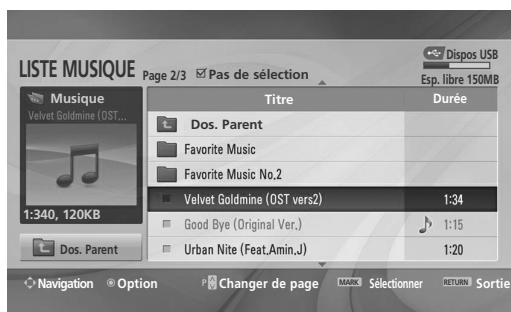 Dispos USB
LISTE MUSIQUE Page 2/3 Pas de sélection Esp. libre 150MB
Musique
Velvet Goldmine (OST...
1:340, 120KB
Dos. Parent
Titre Durée
Dos. Parent
Favorite Music
Favorite Music No.2
Velvet Goldmine (OST vers2) 1:34
Good Bye (Original Ver.) 1:15
Urban Nite (Feat.Amin.J) 1:20
Navigation Option P Changer de page MARK Sélectionner RETURN Sortie